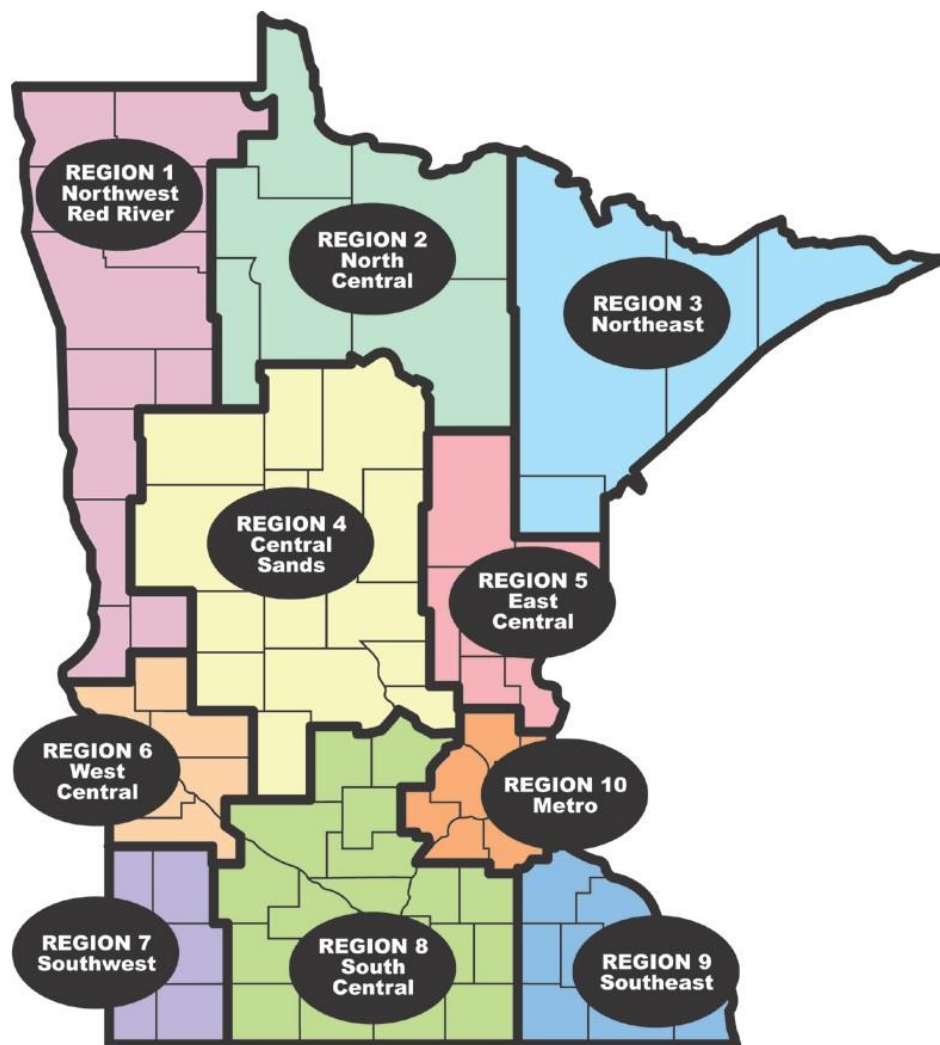 REGION 1
Northwest
Red River
REGION 2
North
Central
REGION 3
Northeast
REGION 4
Central
Sands
REGION 5
East
Central
REGION 6
West
Central
REGION 10
Metro
REGION 7
Southwest
REGION 8
South
Central
REGION 9
Southeast